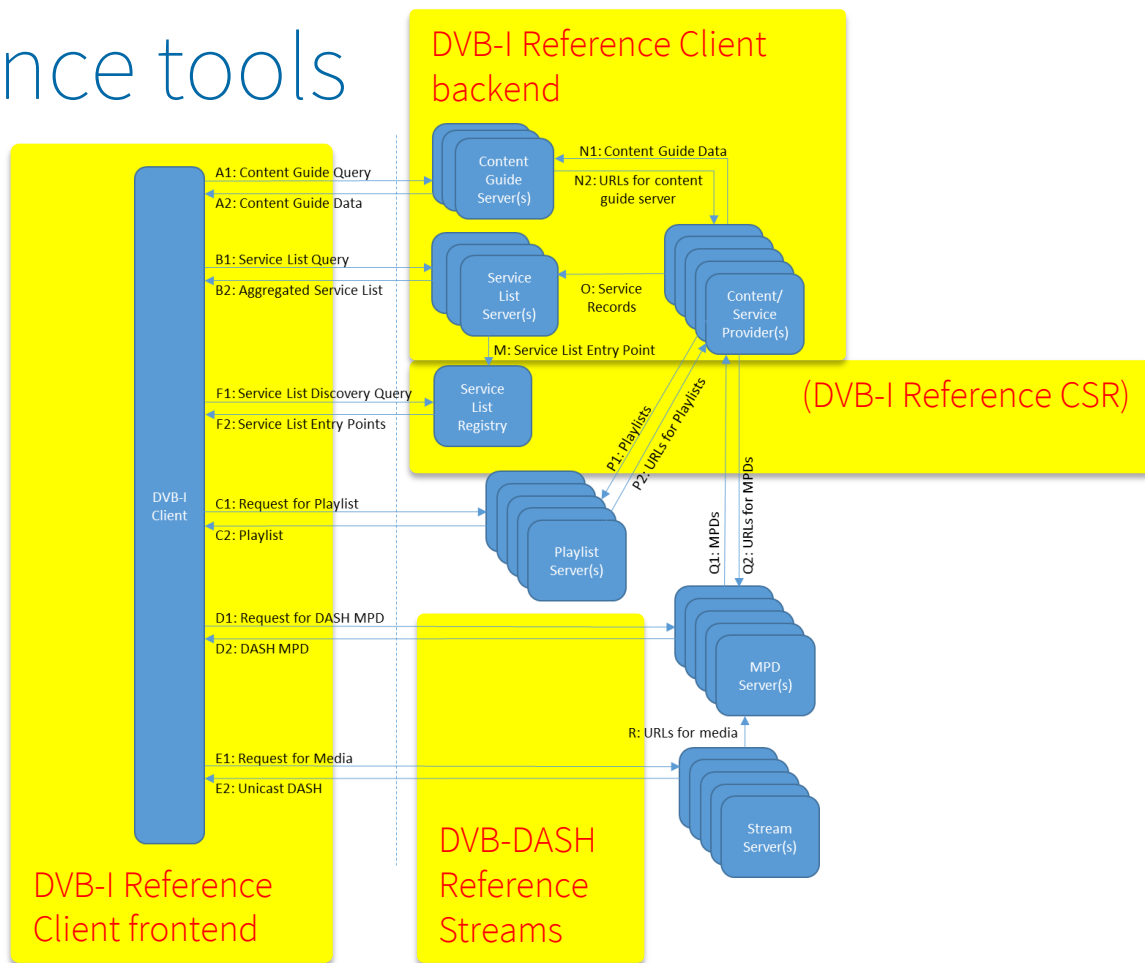 nce tools
DVB-I Reference Client
backend
A1: Content Guide Query
A2: Content Guide Data
Content
Guide
Server(s)
N1: Content Guide Data
N2: URLs for content
guide server
B1: Service List Query
B2: Aggregated Service List
Service
List
Server(s)
O: Service
Records
Content/
Service
Provider(s)
M: Service List Entry Point
F1: Service List Discovery Query
F2: Service List Entry Points
Service
List
Registry
(DVB-I Reference CSR)
P1: Playlists
P2: URLs for Playlists
DVB-I
Client
C1: Request for Playlist
C2: Playlist
Playlist
Server(s)
Q1: MPDs
Q2: URLs for MPDs
D1: Request for DASH MPD
D2: DASH MPD
MPD
Server(s)
R: URLs for media
E1: Request for Media
E2: Unicast DASH
Stream
Server(s)
DVB-I Reference
Client frontend
DVB-DASH
Reference
Streams